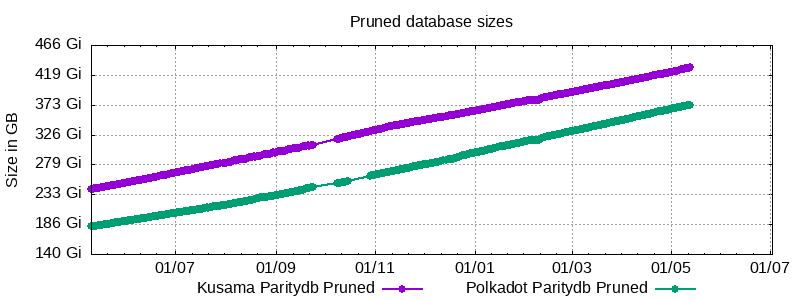 Pruned database sizes
Size in GB
466 Gi
419 Gi
373 Gi
326 Gi
279 Gi
233 Gi
186 Gi
140 Gi
01/07 01/09 01/11 01/01 01/03 01/05 01/07
Kusama Paritydb Pruned Polkadot Paritydb Pruned